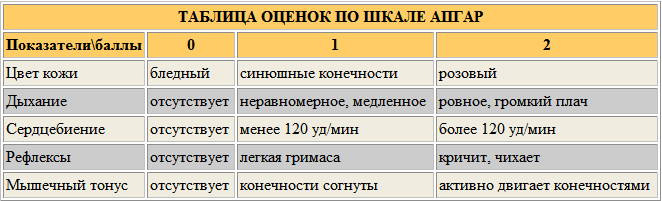 ТАБЛИЦА ОЦЕНОК ПО ШКАЛЕ АПГАР
Показатели\баллы 0 1 2
Цвет кожи бледный синюшные конечности розовый
Дыхание отсутствует неравномерное, медленное ровное, громкий плач
Сердцебиение отсутствует менее 120 уд/мин более 120 уд/мин
Рефлексы отсутствует легкая гримаса кричит, чихает
Мышечный тонус отсутствует конечности согнуты активно двигает конечностями